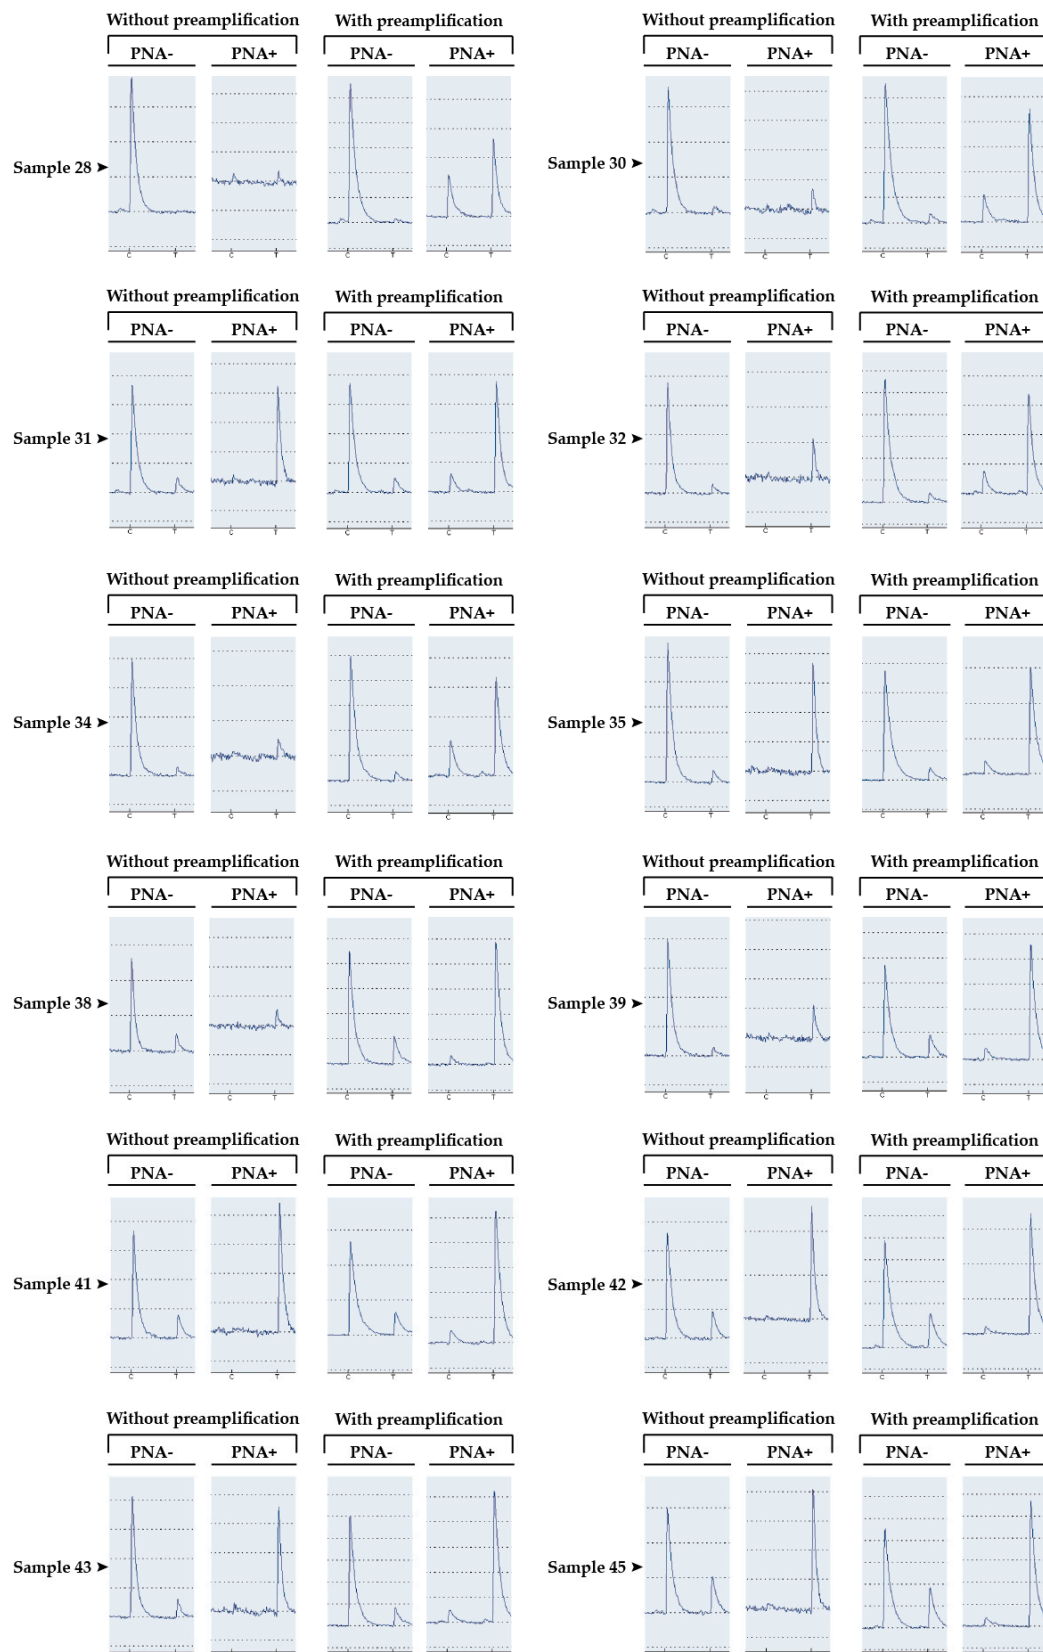 Without preamplification With preamplification Without preamplification With preamplification
PNA- PNA+ PNA- PNA+ PNA- PNA+ PNA- PNA+
Sample 28 Sample 30
C T C T C T C T C T C T C T C T
Without preamplification With preamplification Without preamplification With preamplification
PNA- PNA+ PNA- PNA+ PNA- PNA+ PNA- PNA+
Sample 31 Sample 32
C T C T C T C T C T C T C T C T
Without preamplification With preamplification Without preamplification With preamplification
PNA- PNA+ PNA- PNA+ PNA- PNA+ PNA- PNA+
Sample 34 Sample 35
C T C T C T C T C T C T C T C T
Without preamplification With preamplification Without preamplification With preamplification
PNA- PNA+ PNA- PNA+ PNA- PNA+ PNA- PNA+
Sample 38 Sample 39
C T C T C T C T C T C T C T C T
Without preamplification With preamplification Without preamplification With preamplification
PNA- PNA+ PNA- PNA+ PNA- PNA+ PNA- PNA+
Sample 41 Sample 42
C T C T C T C T C T C T C T C T
Without preamplification With preamplification Without preamplification With preamplification
PNA- PNA+ PNA- PNA+ PNA- PNA+ PNA- PNA+
Sample 43 Sample 45